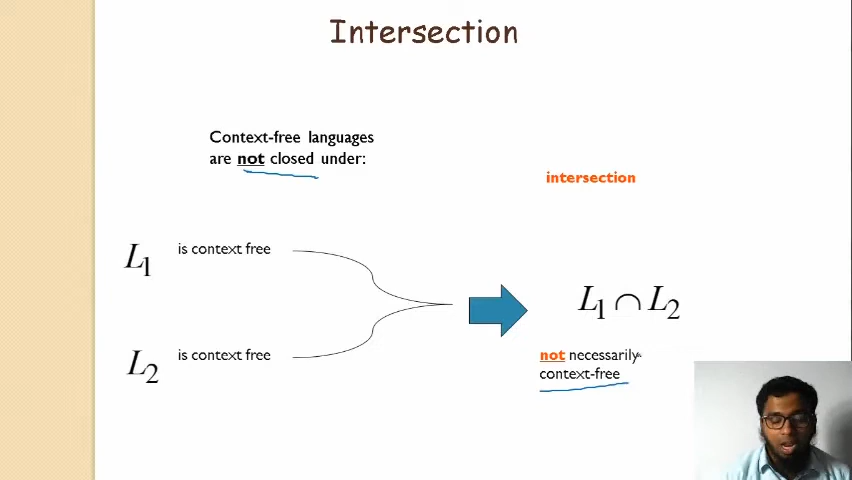 Intersection
Context-free languages
are not closed under:
intersection
L1 is context free
L1 ∩ L2
L2 is context free
not necessarily
context-free